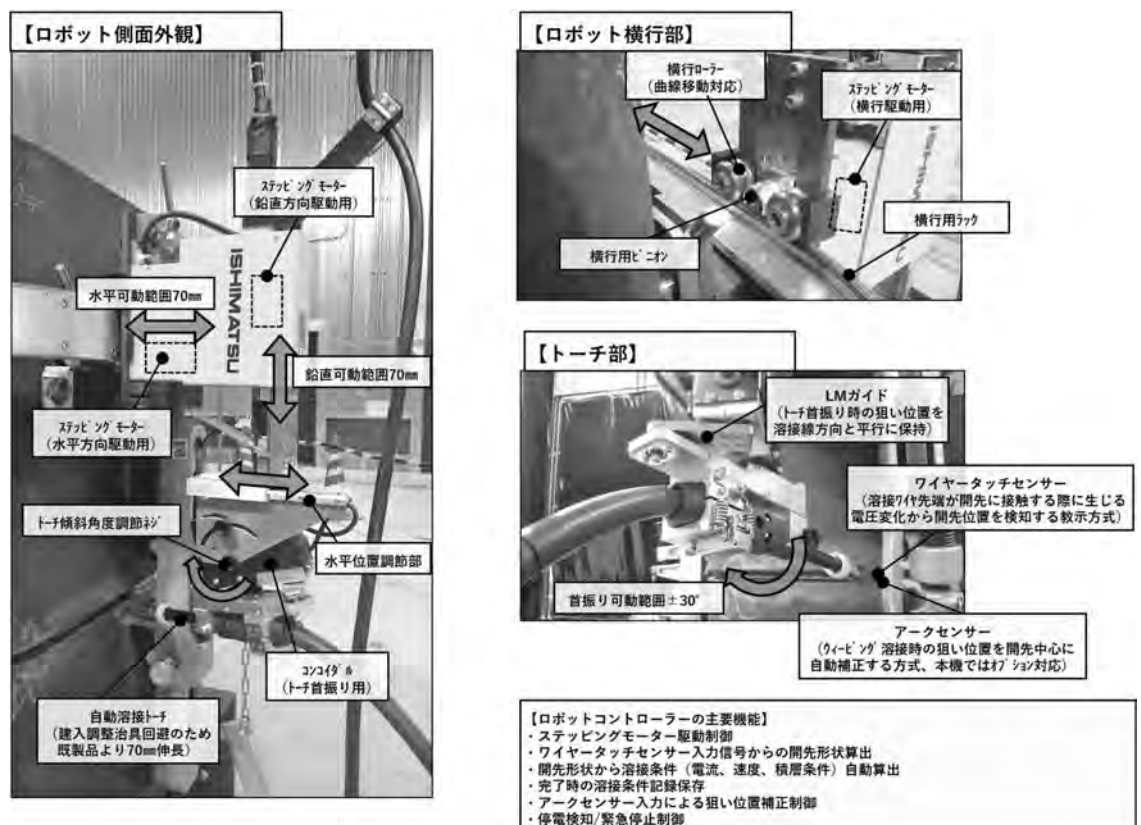 【ロボット側面外観】
ステッピングモーター
(鉛直方向駆動用)
ISHIMATSU
水平可動範囲70㎜
鉛直可動範囲70㎜
ステッピングモーター
(水平方向駆動用)
トーチ傾斜角度調節ネジ
水平位置調節部
コンコイダル
(トーチ首振り用)
自動溶接トーチ
(建入調整治具回避のため
既製品より70㎜伸長)
【ロボット横行部】
横行ローラー
(曲線移動対応)
ステッピングモーター
(横行駆動用)
横行用ラック
横行用ピニオン
【トーチ部】
LMガイド
(トーチ首振り時の狙い位置を
溶接線方向と平行に保持)
ワイヤータッチセンサー
(溶接ワイヤ先端が開先に接触する際に生じる
電圧変化から開先位置を検知する教示方式)
首振り可動範囲±30°
アークセンサー
(ウィービング溶接時の狙い位置を開先中心に
自動補正する方式、本機ではオプション対応)
【ロボットコントローラーの主要機能】
・ステッピングモーター駆動制御
・ワイヤータッチセンサー入力信号からの開先形状算出
・開先形状から溶接条件（電流、速度、積層条件）自動算出
・完了時の溶接条件記録保存
・アークセンサー入力による狙い位置補正制御
・停電検知/緊急停止制御